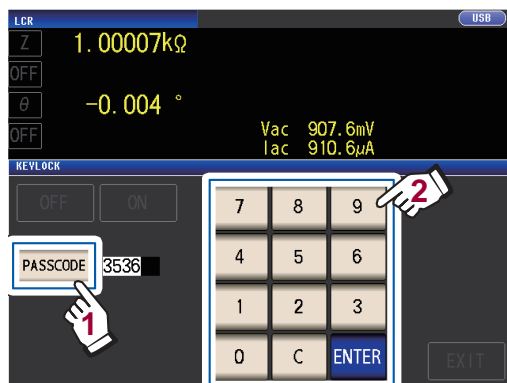 LCR USB
Z 1.00007kΩ
OFF
θ -0.004 °
OFF
Vac 907.6mV
Iac 910.6μA
KEYLOCK
OFF ON
7 8 9
2
PASSCODE 3536
4 5 6
1
1 2 3
0 C ENTER
EXIT